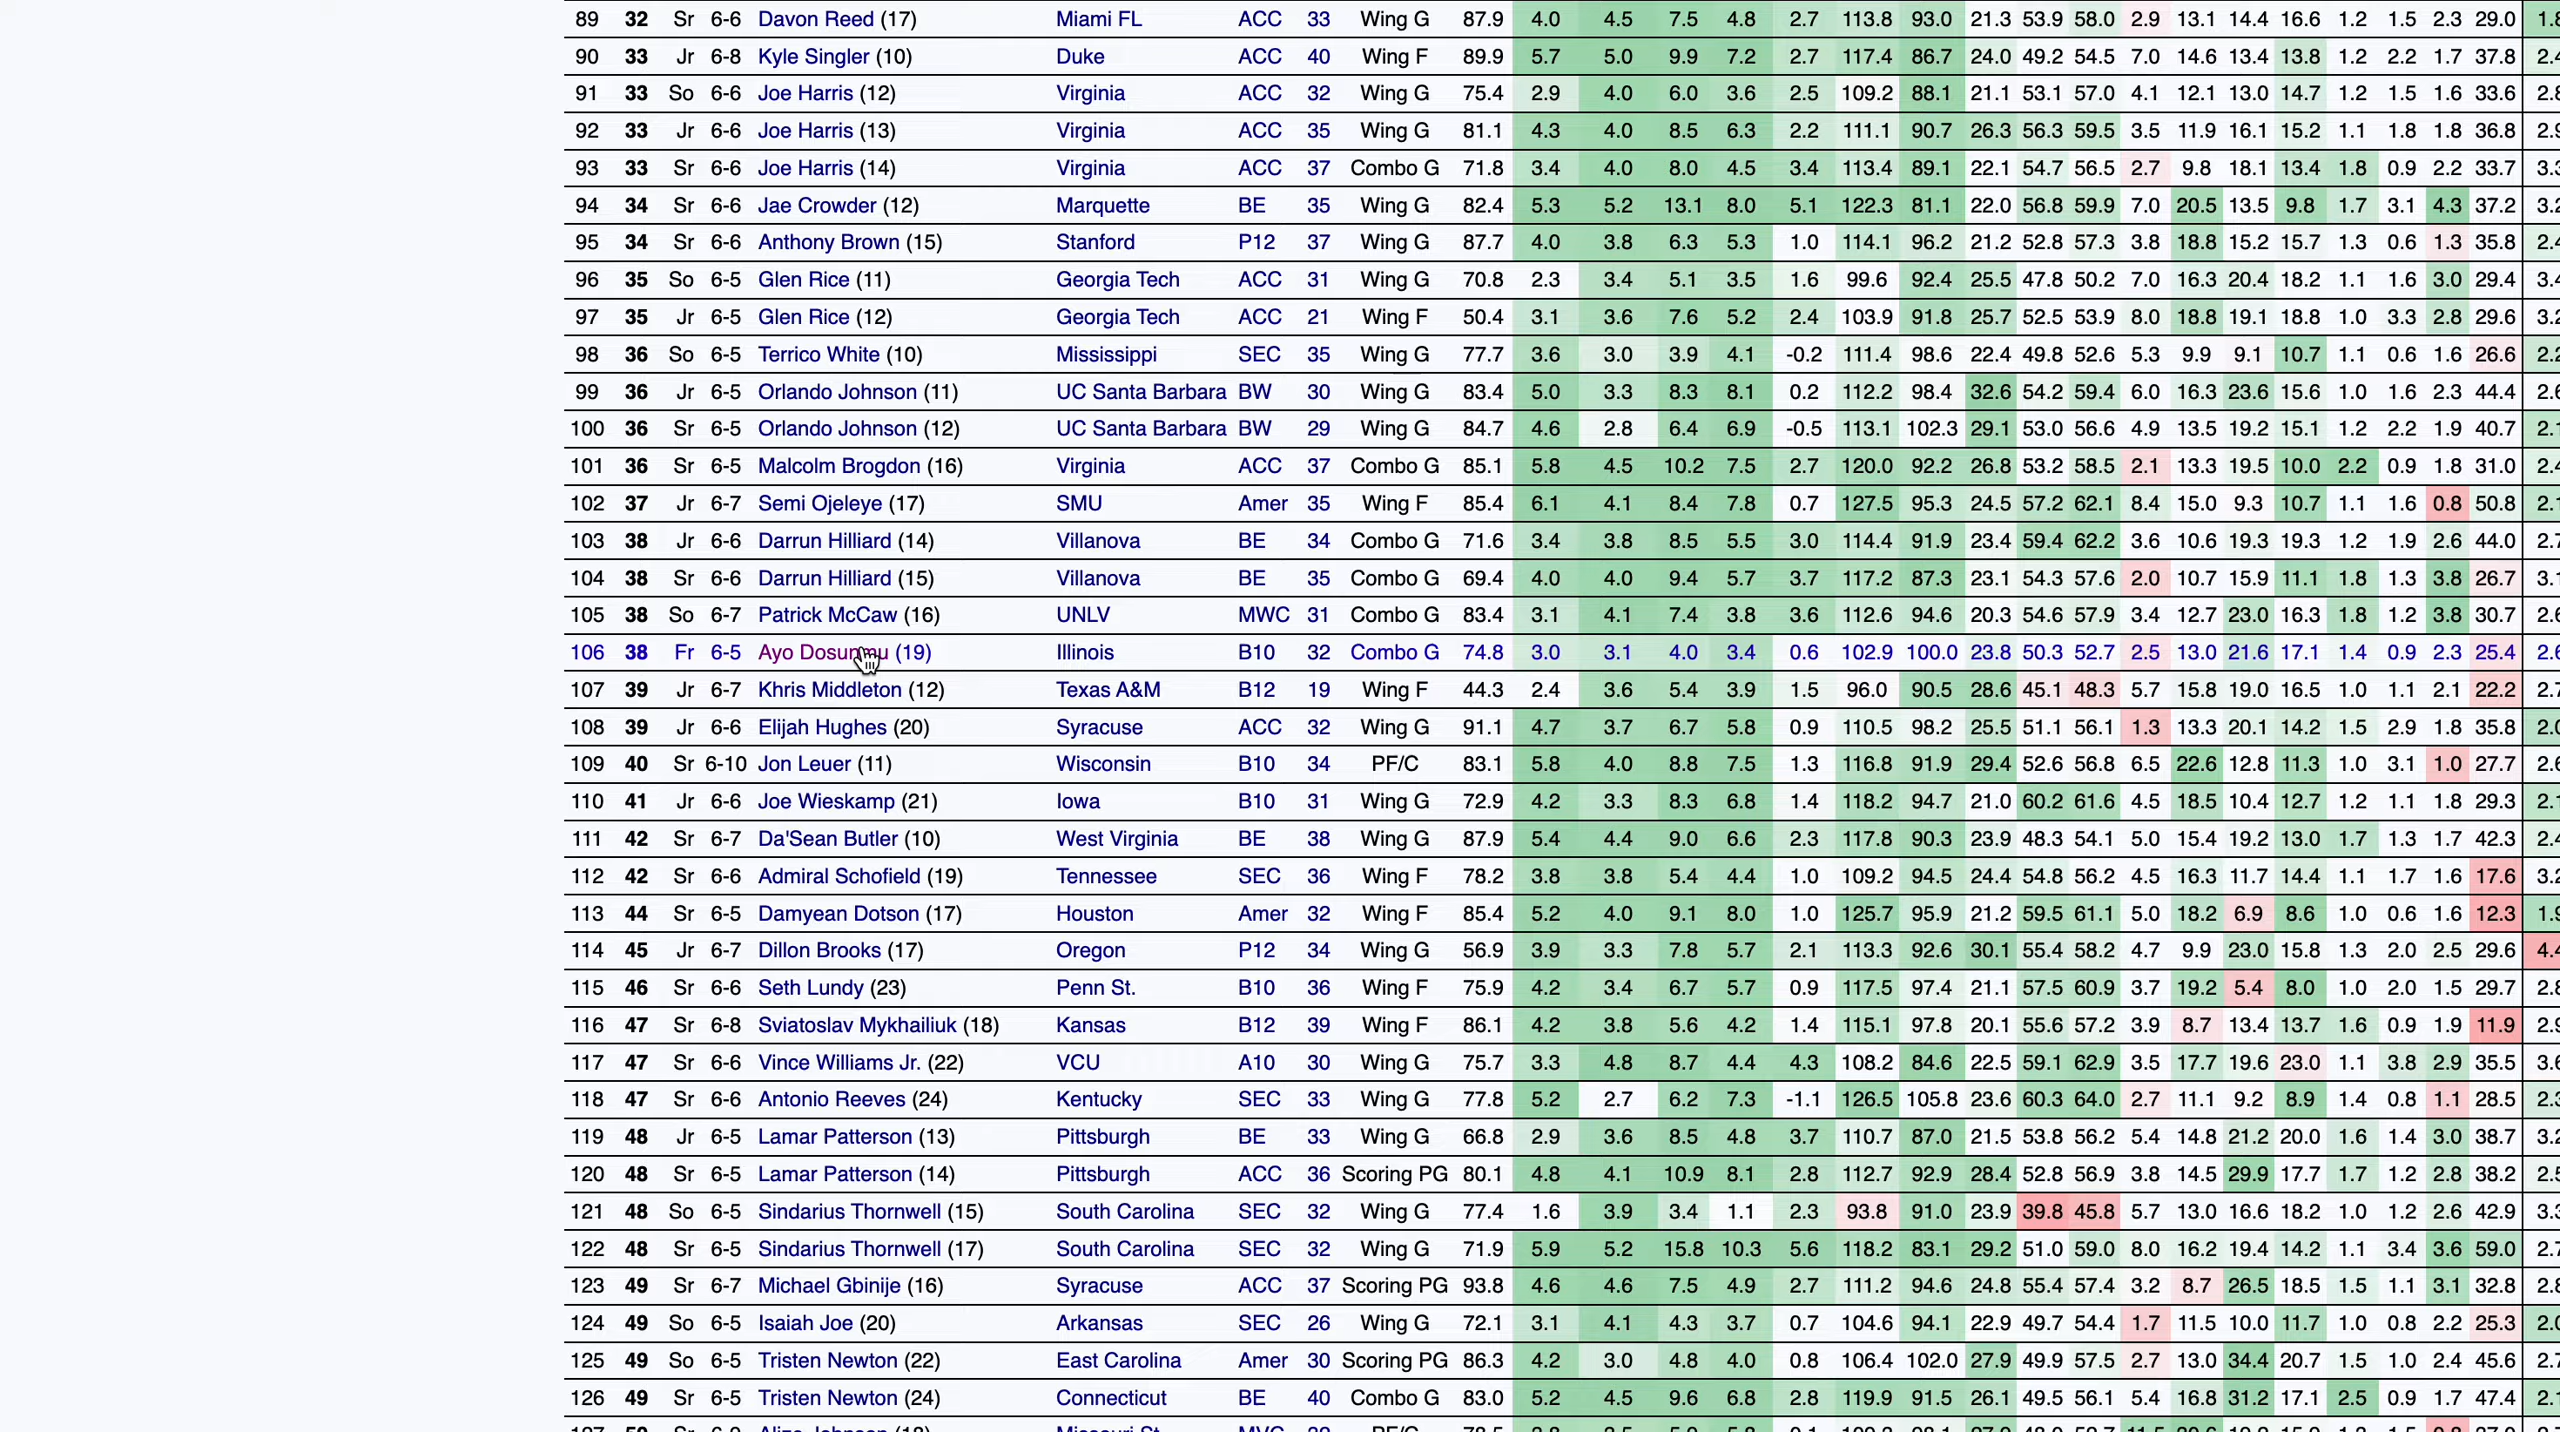 89 32 Sr 6-6 Davon Reed (17) Miami FL ACC 33 Wing G 87.9 4.0 4.5 7.5 4.8 2.7 113.8 93.0 21.3 53.9 58.0 2.9 13.1 14.4 16.6 1.2 1.5 2.3 29.0
90 33 Jr 6-8 Kyle Singler (10) Duke ACC 40 Wing F 89.9 5.7 5.0 9.9 7.2 2.7 117.4 86.7 24.0 49.2 54.5 7.0 14.6 13.4 13.8 1.2 2.2 1.7 37.8
91 33 So 6-6 Joe Harris (12) Virginia ACC 32 Wing G 75.4 2.9 4.0 6.0 3.6 2.5 109.2 88.1 21.1 53.1 57.0 4.1 12.1 13.0 14.7 1.2 1.5 1.6 33.6
92 33 Jr 6-6 Joe Harris (13) Virginia ACC 35 Wing G 81.1 4.3 4.0 8.5 6.3 2.2 111.1 90.7 26.3 56.3 59.5 3.5 11.9 16.1 15.2 1.1 1.8 1.8 36.8
93 33 Sr 6-6 Joe Harris (14) Virginia ACC 37 Combo G 71.8 3.4 4.0 8.0 4.5 3.4 113.4 89.1 22.1 54.7 56.5 2.7 9.8 18.1 13.4 1.8 0.9 2.2 33.7
94 34 Sr 6-6 Jae Crowder (12) Marquette BE 35 Wing G 82.4 5.3 5.2 13.1 8.0 5.1 122.3 81.1 22.0 56.8 59.9 7.0 20.5 13.5 9.8 1.7 3.1 4.3 37.2
95 34 Sr 6-6 Anthony Brown (15) Stanford P12 37 Wing G 87.7 4.0 3.8 6.3 5.3 1.0 114.1 96.2 21.2 52.8 57.3 3.8 18.8 15.2 15.7 1.3 0.6 1.3 35.8
96 35 So 6-5 Glen Rice (11) Georgia Tech ACC 31 Wing G 70.8 2.3 3.4 5.1 3.5 1.6 99.6 92.4 25.5 47.8 50.2 7.0 16.3 20.4 18.2 1.1 1.6 3.0 29.4
97 35 Jr 6-5 Glen Rice (12) Georgia Tech ACC 21 Wing F 50.4 3.1 3.6 7.6 5.2 2.4 103.9 91.8 25.7 52.5 53.9 8.0 18.8 19.1 18.8 1.0 3.3 2.8 29.6
98 36 So 6-5 Terrico White (10) Mississippi SEC 35 Wing G 77.7 3.6 3.0 3.9 4.1 -0.2 111.4 98.6 22.4 49.8 52.6 5.3 9.9 9.1 10.7 1.1 0.6 1.6 26.6
99 36 Jr 6-5 Orlando Johnson (11) UC Santa Barbara BW 30 Wing G 83.4 5.0 3.3 8.3 8.1 0.2 112.2 98.4 32.6 54.2 59.4 6.0 16.3 23.6 15.6 1.0 1.6 2.3 44.4
100 36 Sr 6-5 Orlando Johnson (12) UC Santa Barbara BW 29 Wing G 84.7 4.6 2.8 6.4 6.9 -0.5 113.1 102.3 29.1 53.0 56.6 4.9 13.5 19.2 15.1 1.2 2.2 1.9 40.7
101 36 Sr 6-5 Malcolm Brogdon (16) Virginia ACC 37 Combo G 85.1 5.8 4.5 10.2 7.5 2.7 120.0 92.2 26.8 53.2 58.5 2.1 13.3 19.5 10.0 2.2 0.9 1.8 31.0
102 37 Jr 6-7 Semi Ojeleye (17) SMU Amer 35 Wing F 85.4 6.1 4.1 8.4 7.8 0.7 127.5 95.3 24.5 57.2 62.1 8.4 15.0 9.3 10.7 1.1 1.6 0.8 50.8
103 38 Jr 6-6 Darrun Hilliard (14) Villanova BE 34 Combo G 71.6 3.4 3.8 8.5 5.5 3.0 114.4 91.9 23.4 59.4 62.2 3.6 10.6 19.3 19.3 1.2 1.9 2.6 44.0
104 38 Sr 6-6 Darrun Hilliard (15) Villanova BE 35 Combo G 69.4 4.0 4.0 9.4 5.7 3.7 117.2 87.3 23.1 54.3 57.6 2.0 10.7 15.9 11.1 1.8 1.3 3.8 26.7
105 38 So 6-7 Patrick McCaw (16) UNLV MWC 31 Combo G 83.4 3.1 4.1 7.4 3.8 3.6 112.6 94.6 20.3 54.6 57.9 3.4 12.7 23.0 16.3 1.8 1.2 3.8 30.7
106 38 Fr 6-5 Ayo Dosunmu (19) Illinois B10 32 Combo G 74.8 3.0 3.1 4.0 3.4 0.6 102.9 100.0 23.8 50.3 52.7 2.5 13.0 21.6 17.1 1.4 0.9 2.3 25.4
107 39 Jr 6-7 Khris Middleton (12) Texas A&M B12 19 Wing F 44.3 2.4 3.6 5.4 3.9 1.5 96.0 90.5 28.6 45.1 48.3 5.7 15.8 19.0 16.5 1.0 1.1 2.1 22.2
108 39 Jr 6-6 Elijah Hughes (20) Syracuse ACC 32 Wing G 91.1 4.7 3.7 6.7 5.8 0.9 110.5 98.2 25.5 51.1 56.1 1.3 13.3 20.1 14.2 1.5 2.9 1.8 35.8
109 40 Sr 6-10 Jon Leuer (11) Wisconsin B10 34 PF/C 83.1 5.8 4.0 8.8 7.5 1.3 116.8 91.9 29.4 52.6 56.8 6.5 22.6 12.8 11.3 1.0 3.1 1.0 27.7
110 41 Jr 6-6 Joe Wieskamp (21) Iowa B10 31 Wing G 72.9 4.2 3.3 8.3 6.8 1.4 118.2 94.7 21.0 60.2 61.6 4.5 18.5 10.4 12.7 1.2 1.1 1.8 29.3
111 42 Sr 6-7 Da'Sean Butler (10) West Virginia BE 38 Wing G 87.9 5.4 4.4 9.0 6.6 2.3 117.8 90.3 23.9 48.3 54.1 5.0 15.4 19.2 13.0 1.7 1.3 1.7 42.3
112 42 Sr 6-6 Admiral Schofield (19) Tennessee SEC 36 Wing F 78.2 3.8 3.8 5.4 4.4 1.0 109.2 94.5 24.4 54.8 56.2 4.5 16.3 11.7 14.4 1.1 1.7 1.6 17.6
113 44 Sr 6-5 Damyean Dotson (17) Houston Amer 32 Wing F 85.4 5.2 4.0 9.1 8.0 1.0 125.7 95.9 21.2 59.5 61.1 5.0 18.2 6.9 8.6 1.0 0.6 1.6 12.3
114 45 Jr 6-7 Dillon Brooks (17) Oregon P12 34 Wing G 56.9 3.9 3.3 7.8 5.7 2.1 113.3 92.6 30.1 55.4 58.2 4.7 9.9 23.0 15.8 1.3 2.0 2.5 29.6
115 46 Sr 6-6 Seth Lundy (23) Penn St. B10 36 Wing F 75.9 4.2 3.4 6.7 5.7 0.9 117.5 97.4 21.1 57.5 60.9 3.7 19.2 5.4 8.0 1.0 2.0 1.5 29.7
116 47 Sr 6-8 Sviatoslav Mykhailiuk (18) Kansas B12 39 Wing F 86.1 4.2 3.8 5.6 4.2 1.4 115.1 97.8 20.1 55.6 57.2 3.9 8.7 13.4 13.7 1.6 0.9 1.9 11.9
117 47 Sr 6-6 Vince Williams Jr. (22) VCU A10 30 Wing G 75.7 3.3 4.8 8.7 4.4 4.3 108.2 84.6 22.5 59.1 62.9 3.5 17.7 19.6 23.0 1.1 3.8 2.9 35.5
118 47 Sr 6-6 Antonio Reeves (24) Kentucky SEC 33 Wing G 77.8 5.2 2.7 6.2 7.3 -1.1 126.5 105.8 23.6 60.3 64.0 2.7 11.1 9.2 8.9 1.4 0.8 1.1 28.5
119 48 Jr 6-5 Lamar Patterson (13) Pittsburgh BE 33 Wing G 66.8 2.9 3.6 8.5 4.8 3.7 110.7 87.0 21.5 53.8 56.2 5.4 14.8 21.2 20.0 1.6 1.4 3.0 38.7
120 48 Sr 6-5 Lamar Patterson (14) Pittsburgh ACC 36 Scoring PG 80.1 4.8 4.1 10.9 8.1 2.8 112.7 92.9 28.4 52.8 56.9 3.8 14.5 29.9 17.7 1.7 1.2 2.8 38.2
121 48 So 6-5 Sindarius Thornwell (15) South Carolina SEC 32 Wing G 77.4 1.6 3.9 3.4 1.1 2.3 93.8 91.0 23.9 39.8 45.8 5.7 13.0 16.6 18.2 1.0 1.2 2.6 42.9
122 48 Sr 6-5 Sindarius Thornwell (17) South Carolina SEC 32 Wing G 71.9 5.9 5.2 15.8 10.3 5.6 118.2 83.1 29.2 51.0 59.0 8.0 16.2 19.4 14.2 1.1 3.4 3.6 59.0
123 49 Sr 6-7 Michael Gbinije (16) Syracuse ACC 37 Scoring PG 93.8 4.6 4.6 7.5 4.9 2.7 111.2 94.6 24.8 55.4 57.4 3.2 8.7 26.5 18.5 1.5 1.1 3.1 32.8
124 49 So 6-5 Isaiah Joe (20) Arkansas SEC 26 Wing G 72.1 3.1 4.1 4.3 3.7 0.7 104.6 94.1 22.9 49.7 54.4 1.7 11.5 10.0 11.7 1.0 0.8 2.2 25.3
125 49 So 6-5 Tristen Newton (22) East Carolina Amer 30 Scoring PG 86.3 4.2 3.0 4.8 4.0 0.8 106.4 102.0 27.9 49.9 57.5 2.7 13.0 34.4 20.7 1.5 1.0 2.4 45.6
126 49 Sr 6-5 Tristen Newton (24) Connecticut BE 40 Combo G 83.0 5.2 4.5 9.6 6.8 2.8 119.9 91.5 26.1 49.5 56.1 5.4 16.8 31.2 17.1 2.5 0.9 1.7 47.4